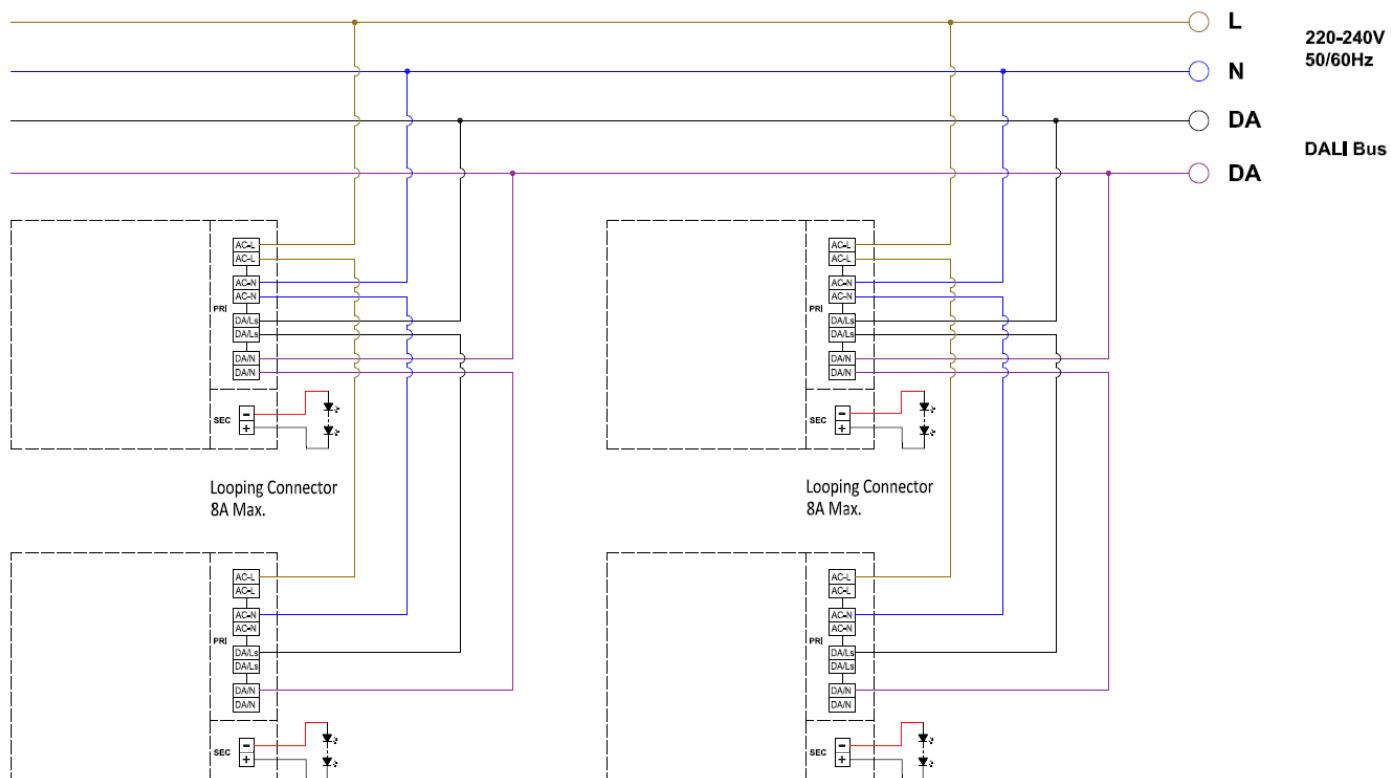 L
220-240V
50/60Hz
N
DA
DALI Bus
DA
AC-L
AC-L
AC-N
AC-N
PRI
DA/Ls
DA/Ls
DA/N
DA/N
SEC
-
+
Looping Connector
8A Max.
AC-L
AC-L
AC-N
AC-N
PRI
DA/Ls
DA/Ls
DA/N
DA/N
SEC
-
+
Looping Connector
8A Max.
AC-L
AC-L
AC-N
AC-N
PRI
DA/Ls
DA/Ls
DA/N
DA/N
SEC
-
+
AC-L
AC-L
AC-N
AC-N
PRI
DA/Ls
DA/Ls
DA/N
DA/N
SEC
-
+